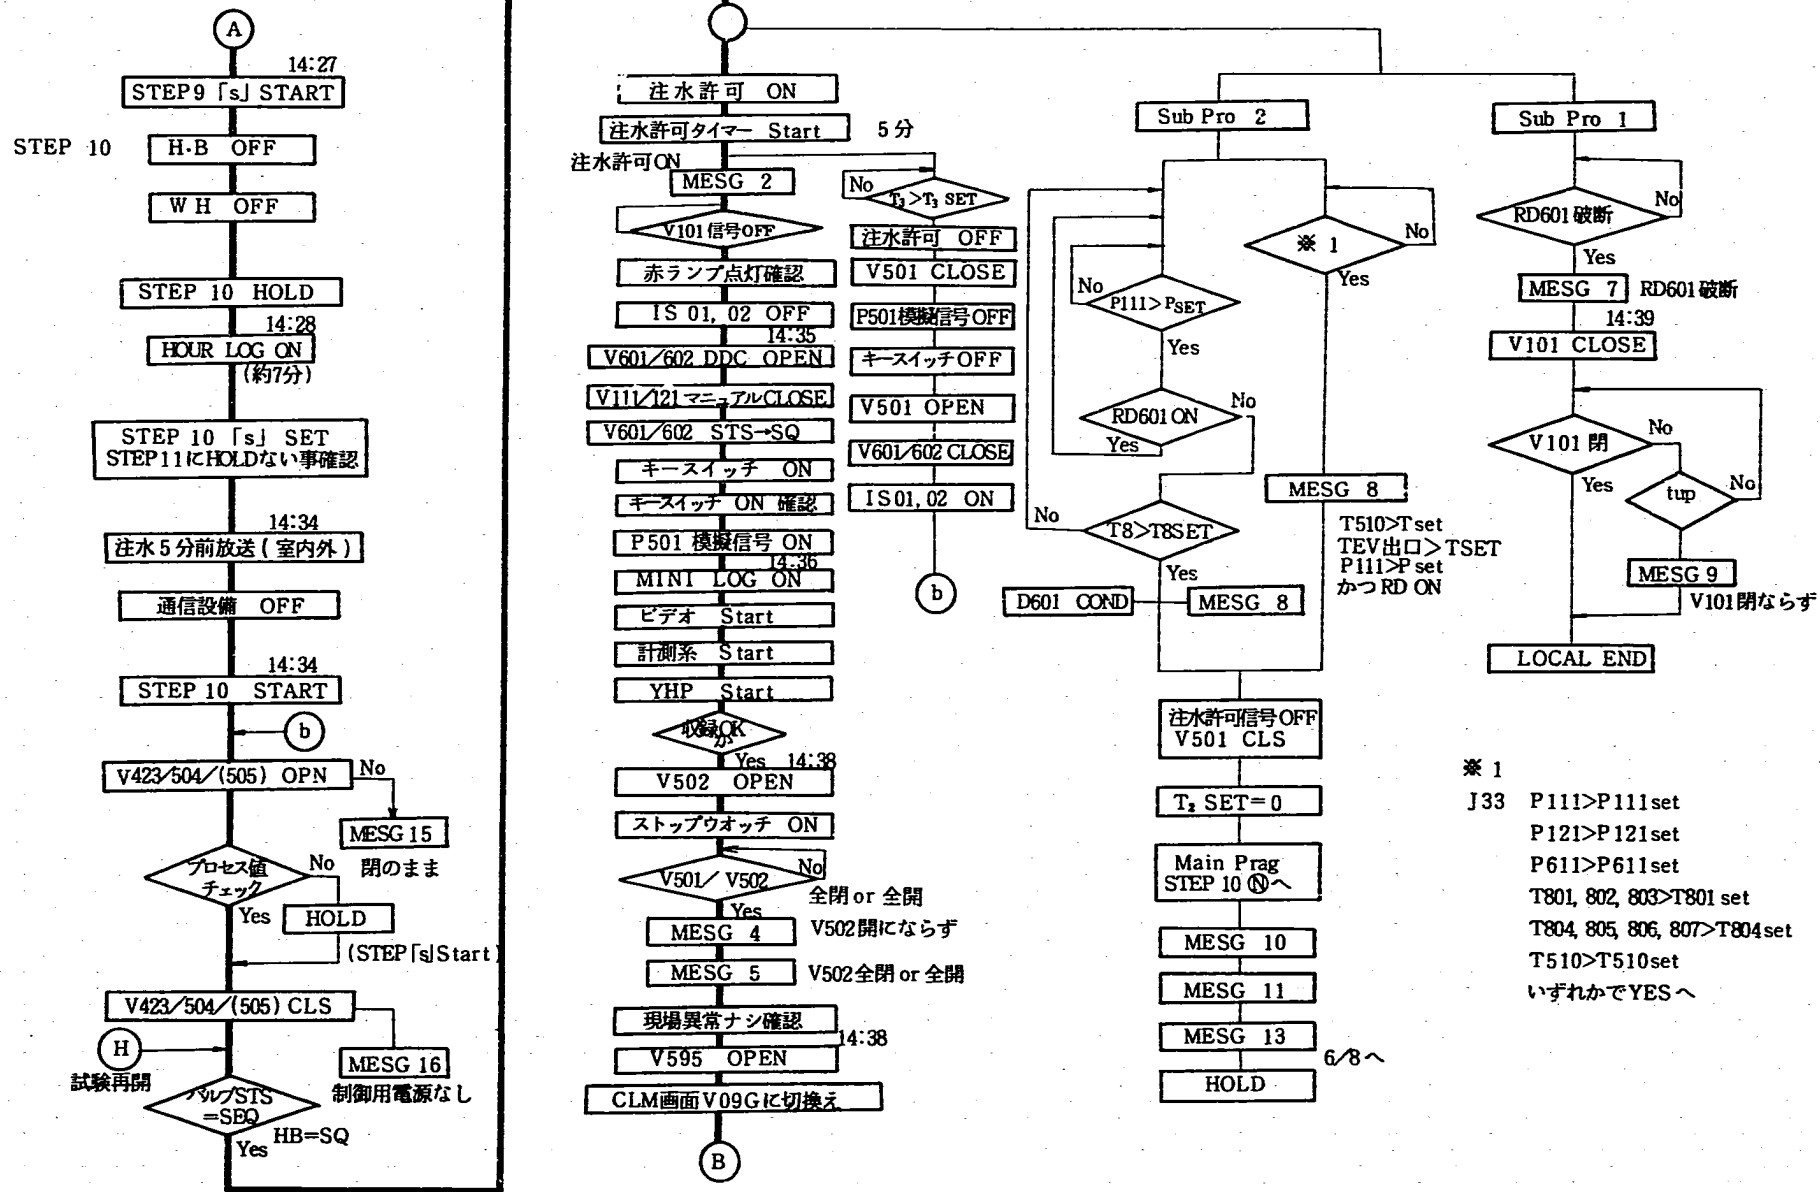 A
14:27
STEP9「s」START
STEP 10
H·B OFF
WH OFF
STEP 10 HOLD
14:28
HOUR LOG ON
(約7分)
STEP 10 「s」 SET
STEP11にHOLDない事確認
14:34
注水5分前放送(室内外)
通信設備 OFF
14:34
STEP 10 START
b
V423/504/(505) OPN
No
MESG 15
閉のまま
プロセス値
チェック
No
Yes
HOLD
(STEP「s」Start)
V423/504/(505) CLS
H
試験再開
MESG 16
制御用電源なし
バルブSTS
=SEQ
HB=SQ
Yes
注水許可 ON
注水許可タイマー Start
5分
注水許可ON
MESG 2
V101信号OFF
赤ランプ点灯確認
IS 01, 02 OFF
14:35
V601/602 DDC OPEN
V111/121マニュアルCLOSE
V601/602 STS→SQ
キースイッチ ON
キースイッチ ON 確認
P501 模擬信号 ON
14:36
MINI LOG ON
ビデオ Start
計測系 Start
YHP Start
収録OK
か
Yes
14:38
V502 OPEN
ストップウオッチ ON
No
V501/V502
全閉or 全開
Yes
MESG 4
V502開にならず
MESG 5
V502全閉 or 全開
現場異常ナシ確認
14:38
V595 OPEN
CLM画面V09Gに切換え
B
No
T₃>T₃ SET
注水許可 OFF
V501 CLOSE
P501模擬信号OFF
キースイッチOFF
V501 OPEN
V601/602 CLOSE
IS01,02 ON
b
Sub Pro 2
No
P111>PSET
Yes
RD601 ON
No
Yes
No
T8>T8SET
Yes
D601 COND
MESG 8
※ 1
No
Yes
MESG 8
T510>Tset
TEV出口>TSET
P111>Pset
かつ RD ON
注水許可信号OFF
V501 CLS
T₂ SET=0
Main Prag
STEP 10 Ⓝへ
MESG 10
MESG 11
MESG 13
6/8へ
HOLD
Sub Pro 1
RD601破断
No
Yes
MESG 7
RD601破断
14:39
V101 CLOSE
V101 閉
No
Yes
tup
No
MESG 9
V101閉ならず
LOCAL END
※ 1
J33 P111>P111set
P121>P121set
P611>P611set
T801, 802, 803>T801set
T804, 805, 806, 807>T804set
T510>T510set
いずれかでYESへ